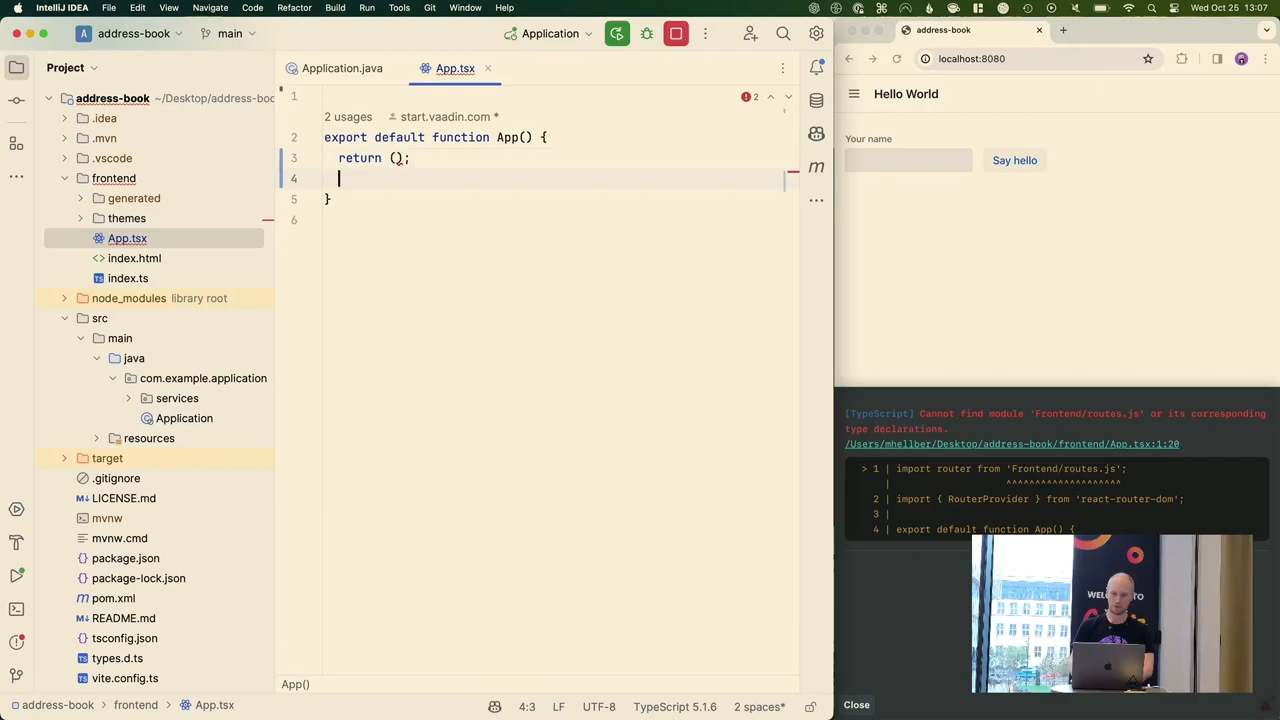 IntelliJ IDEA File Edit View Navigate Code Refactor Build Run Tools Git Window Help
Wed Oct 25 13:07
A address-book main Application
Project
address-book ~/Desktop/address-boo
.idea
.mvn
.vscode
frontend
generated
themes
App.tsx
index.html
index.ts
node_modules library root
src
main
java
com.example.application
services
Application
resources
target
.gitignore
LICENSE.md
mvnw
mvnw.cmd
package.json
package-lock.json
pom.xml
README.md
tsconfig.json
types.d.ts
vite.config.ts
address-book > frontend > App.tsx
Application.java App.tsx
1
2
2 usages start.vaadin.com *
2 export default function App() {
3 return ();
4
5 }
6
App()
4:3 LF UTF-8 TypeScript 5.1.6 2 spaces*
address-book
localhost:8080
Hello World
Your name
Say hello
[TypeScript] Cannot find module 'Frontend/routes.js' or its corresponding
type declarations.
/Users/mhellber/Desktop/address-book/frontend/App.tsx:1:20
> 1 | import router from 'Frontend/routes.js';
| ^^^^^^^^^^^^^^^^^^^^
2 | import { RouterProvider } from 'react-router-dom';
3 |
4 | export default function App() {
Close